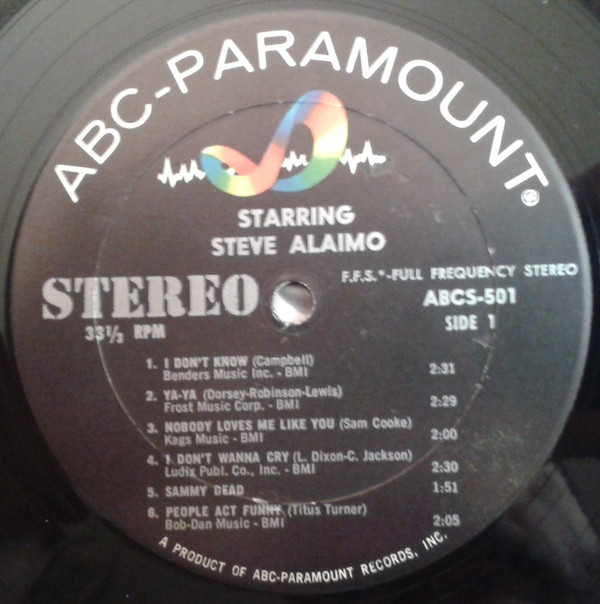 ABC-PARAMOUNT®
STARRING
STEVE ALAIMO
STEREO
33⅓ RPM
F.F.S.*-FULL FREQUENCY STEREO
ABCS-501
SIDE 1
1. I DON'T KNOW (Campbell) 2:31
Benders Music Inc. - BMI
2. YA-YA (Dorsey-Robinson-Lewis) 2:29
Frost Music Corp. - BMI
3. NOBODY LOVES ME LIKE YOU (Sam Cooke) 2:00
Kags Music - BMI
4. I DON'T WANNA CRY (L. Dixon-C. Jackson) 2:30
Ludix Publ. Co., Inc. - BMI
5. SAMMY DEAD 1:51
6. PEOPLE ACT FUNNY (Titus Turner) 2:05
Bob-Dan Music - BMI
A PRODUCT OF ABC-PARAMOUNT RECORDS, INC.